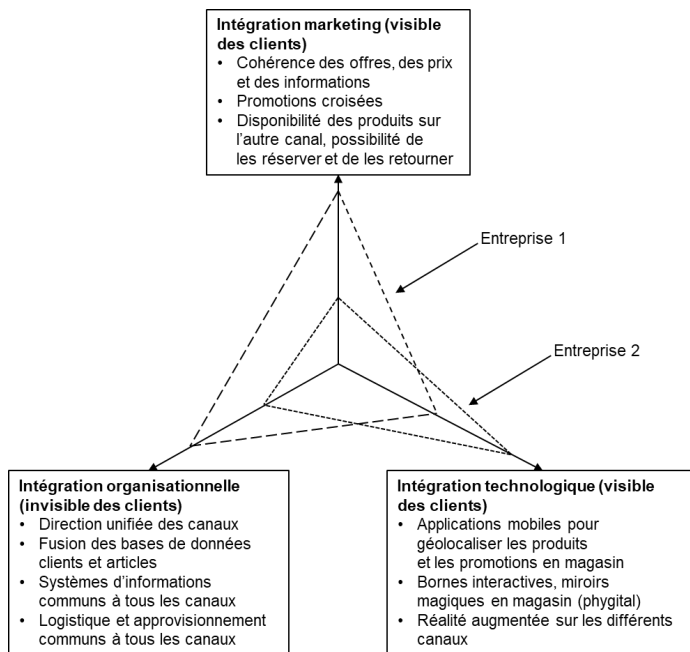 Intégration marketing (visible
des clients)
• Cohérence des offres, des prix
et des informations
• Promotions croisées
• Disponibilité des produits sur
l'autre canal, possibilité de
les réserver et de les retourner
Entreprise 1
Entreprise 2
Intégration organisationnelle
(invisible des clients)
• Direction unifiée des canaux
• Fusion des bases de données
clients et articles
• Systèmes d'informations
communs à tous les canaux
• Logistique et approvisionnement
communs à tous les canaux
Intégration technologique (visible
des clients)
• Applications mobiles pour
géolocaliser les produits
et les promotions en magasin
• Bornes interactives, miroirs
magiques en magasin (phygital)
• Réalité augmentée sur les différents
canaux